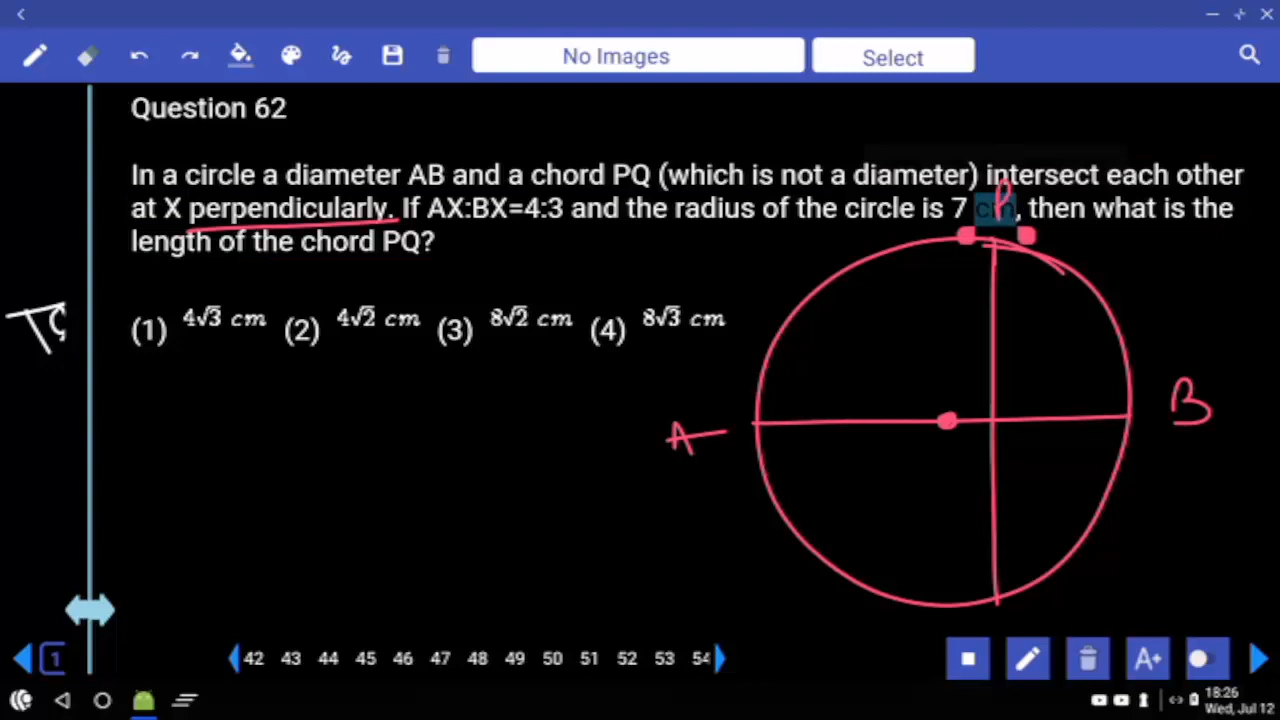 No Images
Select
Question 62
In a circle a diameter AB and a chord PQ (which is not a diameter) intersect each other
at X perpendicularly. If AX:BX=4:3 and the radius of the circle is 7 cm, then what is the
length of the chord PQ?
P
(1) 4√3 cm (2) 4√2 cm (3) 8√2 cm (4) 8√3 cm
A
B
1
42 43 44 45 46 47 48 49 50 51 52 53 54
A+
18:26
Wed, Jul 12